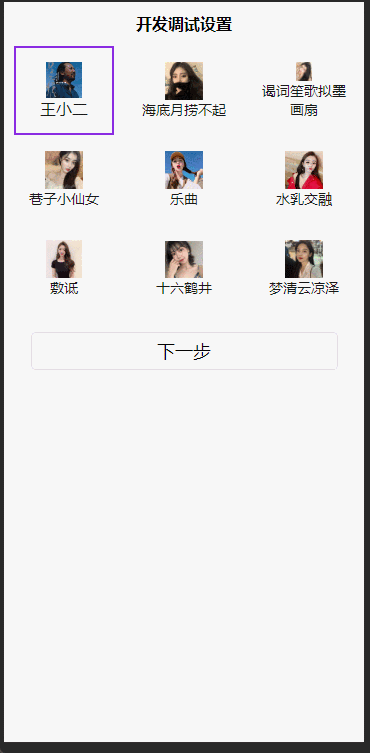 开发调试设置
王小二
海底月捞不起
谒词笙歌拟墨
画扇
巷子小仙女
乐曲
水乳交融
敷诋
十六鹤井
梦清云凉泽
下一步